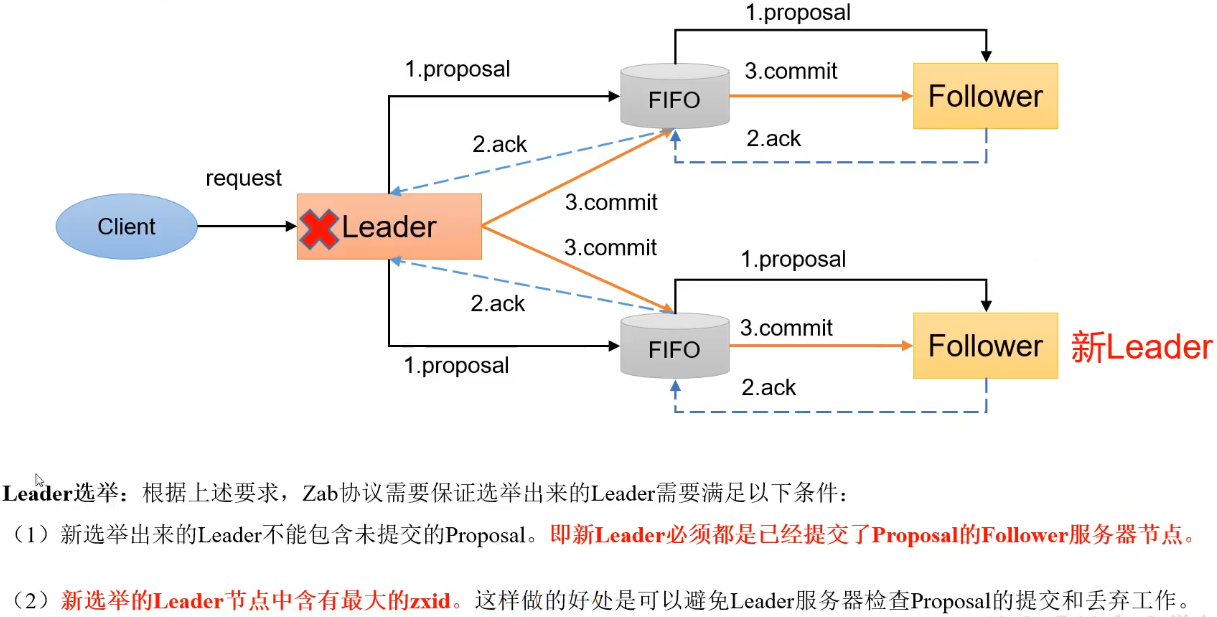 1.proposal
1.proposal
3.commit
FIFO
Follower
2.ack
2.ack
request
3.commit
Client
Leader
3.commit
1.proposal
2.ack
3.commit
FIFO
Follower
新Leader
1.proposal
2.ack
Leader选举：根据上述要求，Zab协议需要保证选举出来的Leader需要满足以下条件：
（1）新选举出来的Leader不能包含未提交的Proposal。即新Leader必须都是已经提交了Proposal的Follower服务器节点。
（2）新选举的Leader节点中含有最大的zxid。这样做的好处是可以避免Leader服务器检查Proposal的提交和丢弃工作。